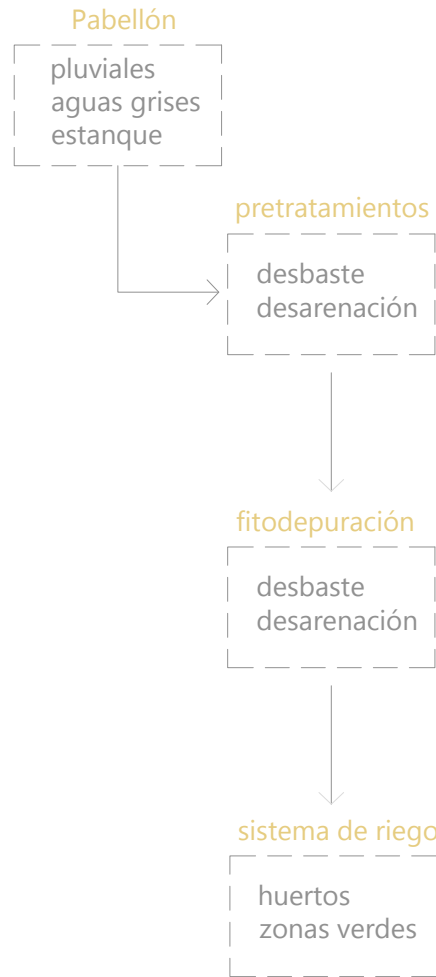 Pabellón
pluviales
aguas grises
estanque
pretratamientos
desbaste
desarenación
fitodepuración
desbaste
desarenación
sistema de riego
huertos
zonas verdes